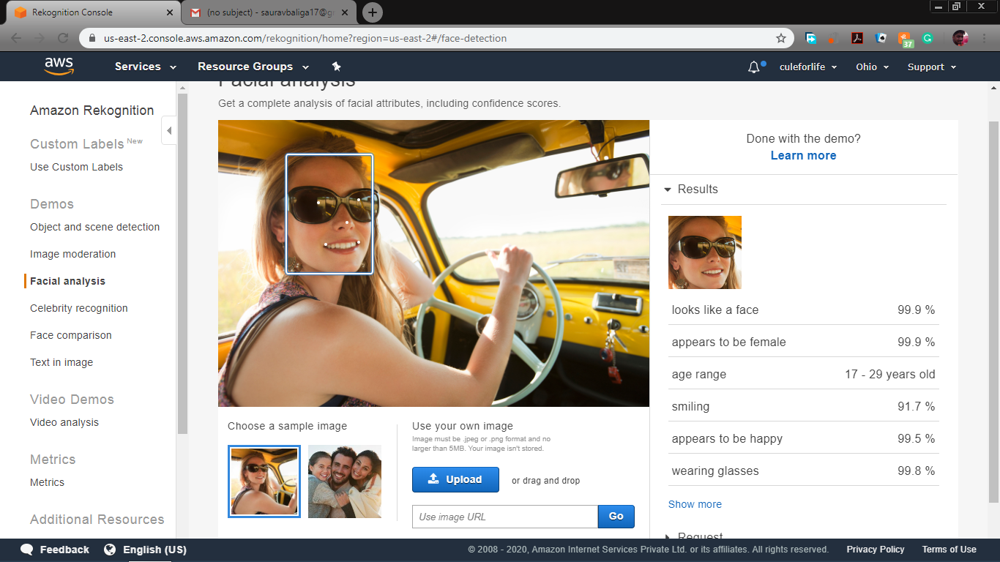 Rekognition Console
(no subject) - sauravbaliga17@g
us-east-2.console.aws.amazon.com/rekognition/home?region=us-east-2#/face-detection
37
aws
Services
Resource Groups
culeforlife
Ohio
Support
Amazon Rekognition
Custom Labels New
Use Custom Labels
Demos
Object and scene detection
Image moderation
Facial analysis
Celebrity recognition
Face comparison
Text in image
Video Demos
Video analysis
Metrics
Metrics
Additional Resources
Facial analysis
Get a complete analysis of facial attributes, including confidence scores.
Choose a sample image
Use your own image
Image must be .jpeg or .png format and no
larger than 5MB. Your image isn't stored.
Upload
or drag and drop
Use image URL
Go
Done with the demo?
Learn more
Results
looks like a face 99.9 %
appears to be female 99.9 %
age range 17 - 29 years old
smiling 91.7 %
appears to be happy 99.5 %
wearing glasses 99.8 %
Show more
Request
Feedback
English (US)
© 2008 - 2020, Amazon Internet Services Private Ltd. or its affiliates. All rights reserved.
Privacy Policy
Terms of Use